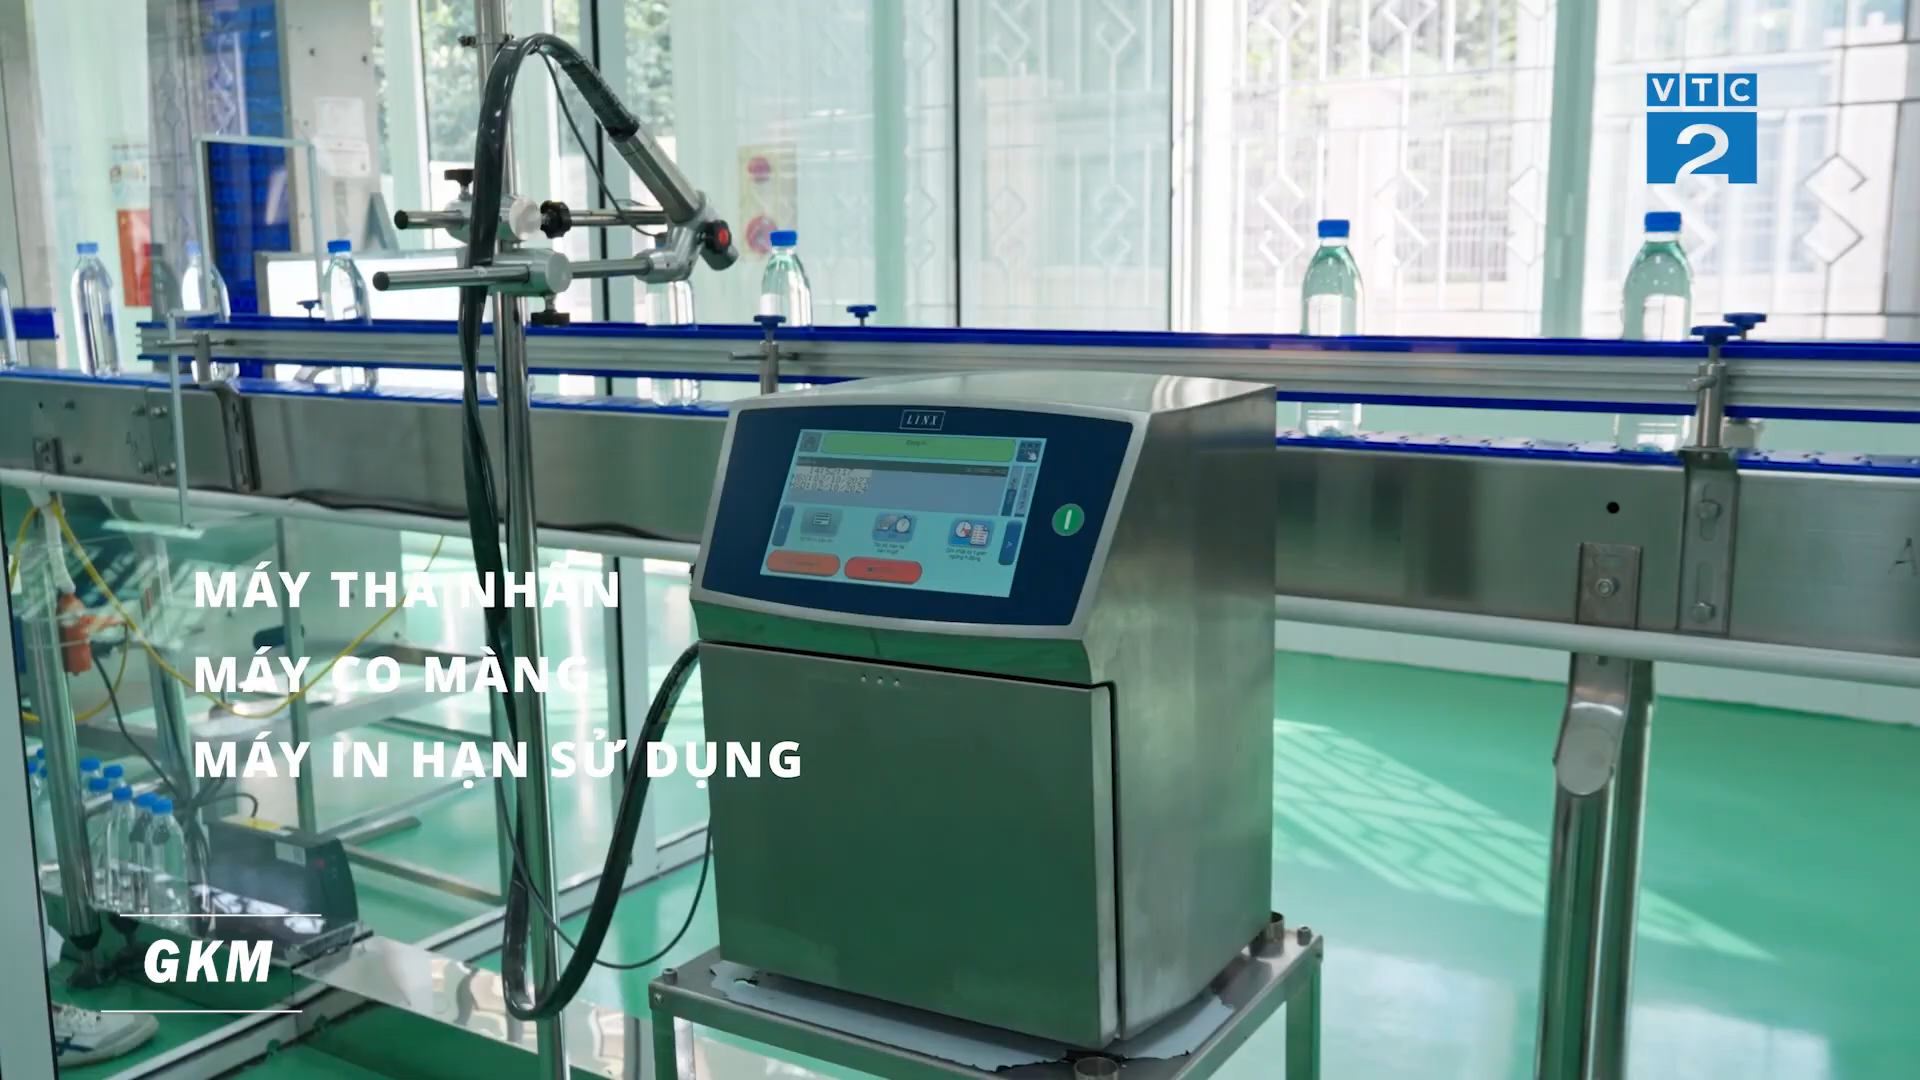 VTC
2
LINX
MÁY THẢ NHÃN
MÁY CO MÀNG
MÁY IN HẠN SỬ DỤNG
GKM